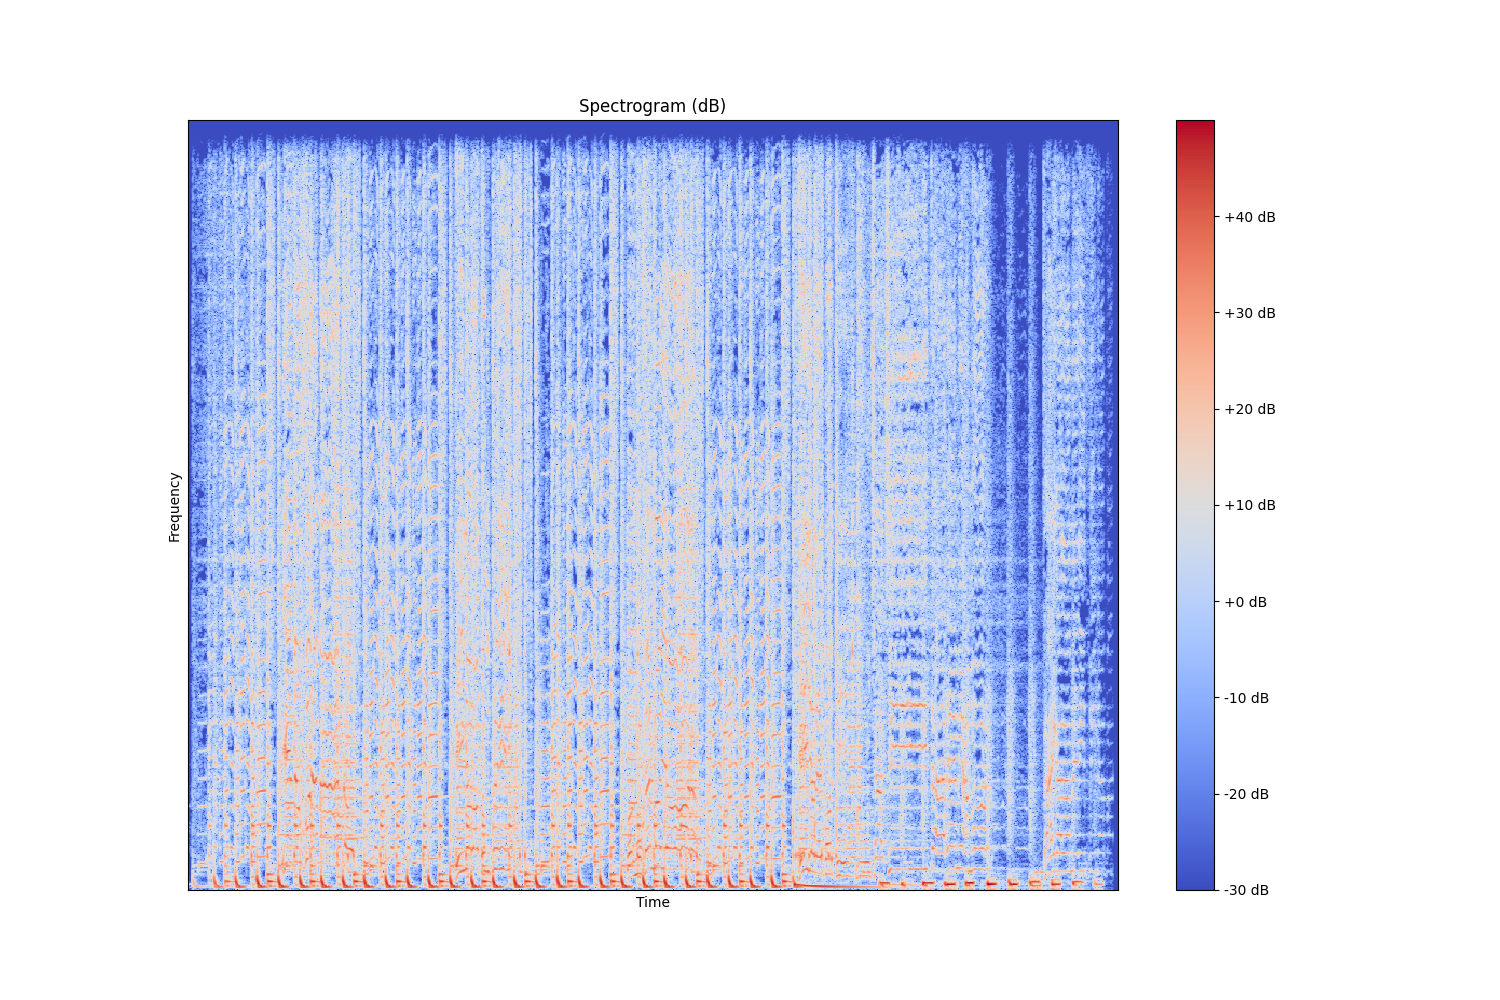 Spectrogram (dB)
Frequency
Time
+40 dB
+30 dB
+20 dB
+10 dB
+0 dB
-10 dB
-20 dB
-30 dB